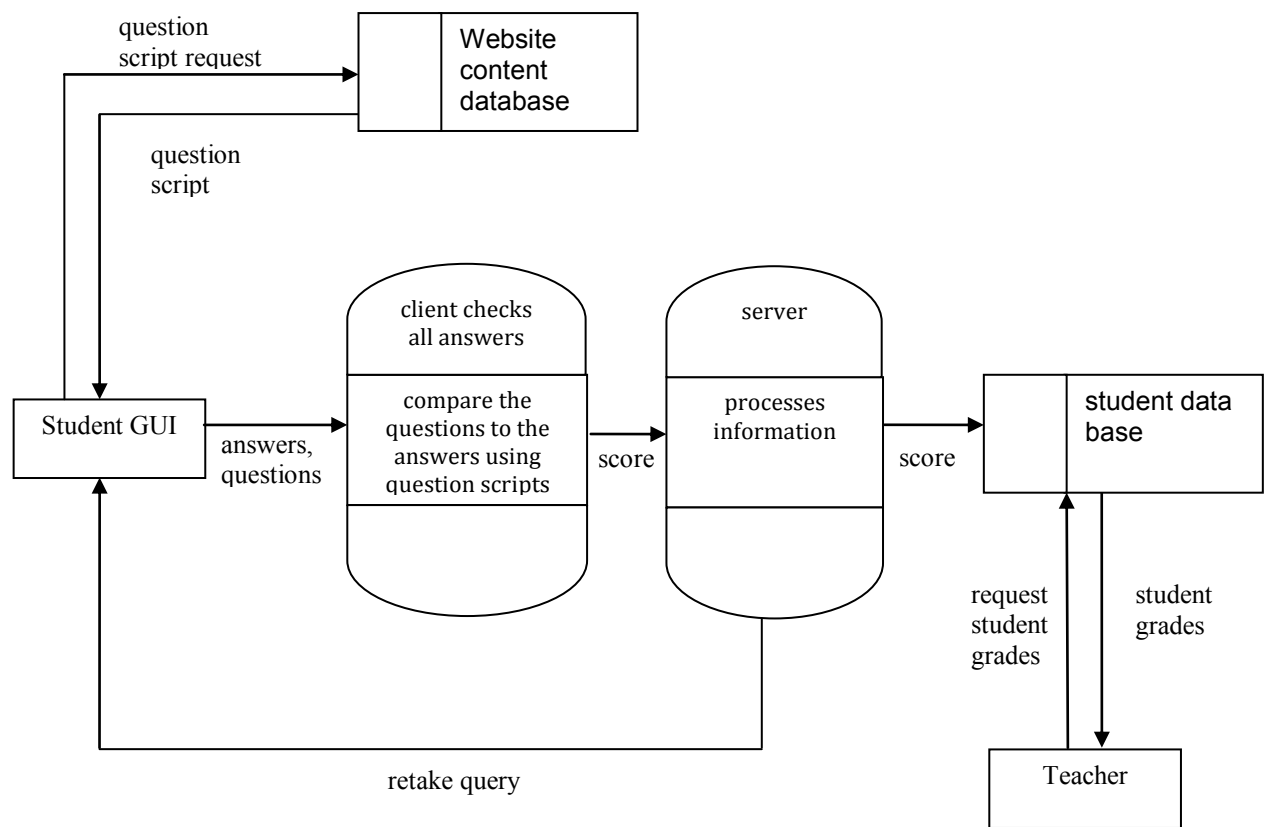 question
script request
Website
content
database
question
script
client checks
all answers
server
Student GUI
answers,
questions
compare the
questions to the
answers using
question scripts
score
processes
information
score
student data
base
request
student
grades
student
grades
retake query
Teacher